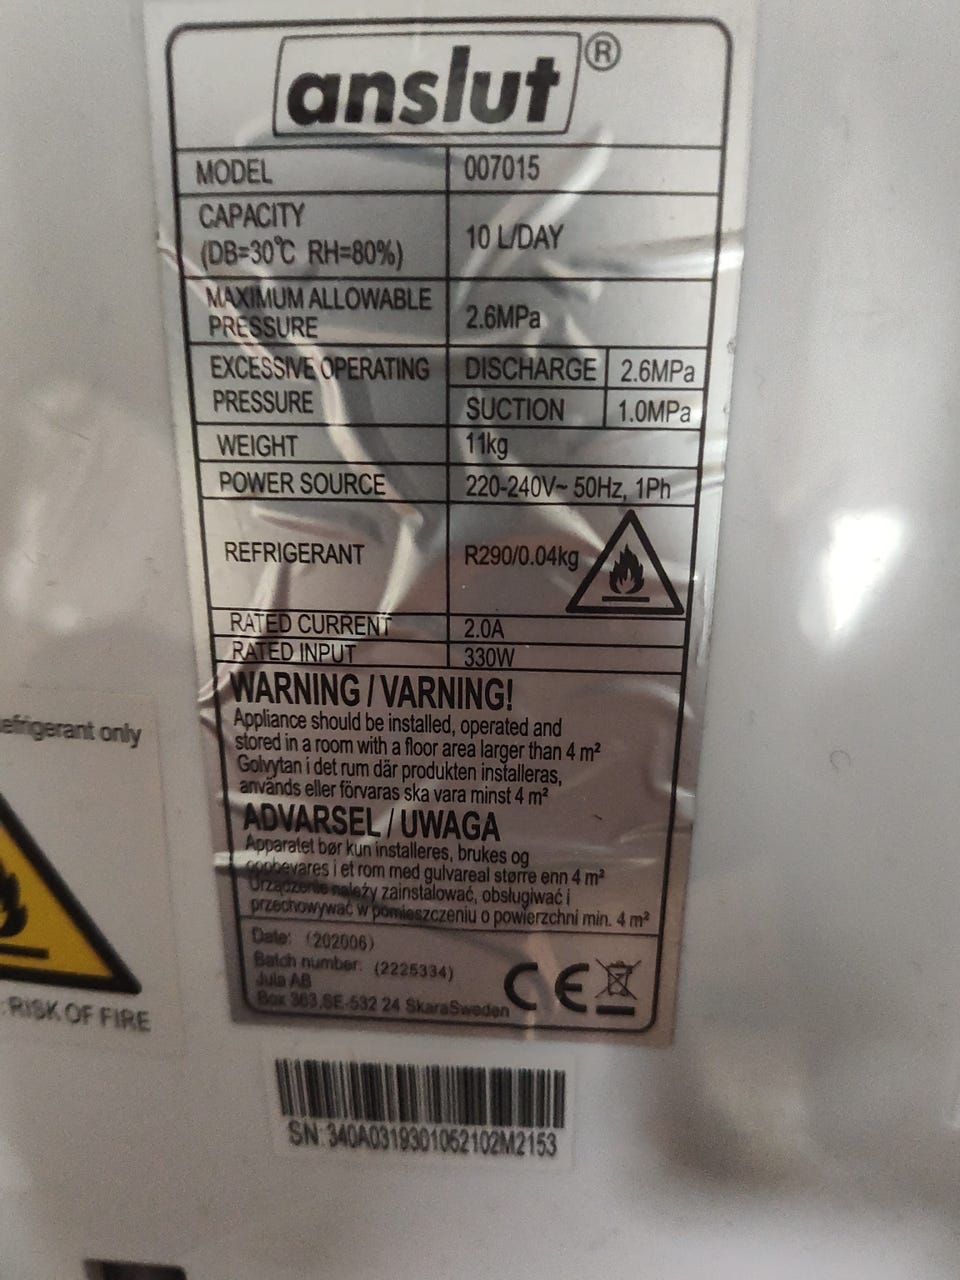 anslut®
MODEL 007015
CAPACITY
(DB=30℃ RH=80%) 10 L/DAY
MAXIMUM ALLOWABLE
PRESSURE 2.6MPa
EXCESSIVE OPERATING
PRESSURE
DISCHARGE 2.6MPa
SUCTION 1.0MPa
WEIGHT 11kg
POWER SOURCE 220-240V~ 50Hz, 1Ph
REFRIGERANT R290/0.04kg
RATED CURRENT 2.0A
RATED INPUT 330W
WARNING / VARNING!
Appliance should be installed, operated and
stored in a room with a floor area larger than 4 m²
Golvytan i det rum där produkten installeras,
används eller förvaras ska vara minst 4 m²
ADVARSEL / UWAGA
Apparatet bør kun installeres, brukes og
oppbevares i et rom med gulvareal større enn 4 m²
Urządzenie należy zainstalować, obsługiwać i
przechowywać w pomieszczeniu o powierzchni min. 4 m²
Date: (202006)
Batch number: (2225334)
Jula AB
Box 363,SE-532 24 SkaraSweden
CE
efrigerant only
: RISK OF FIRE
SN 340A0319301062102M2153